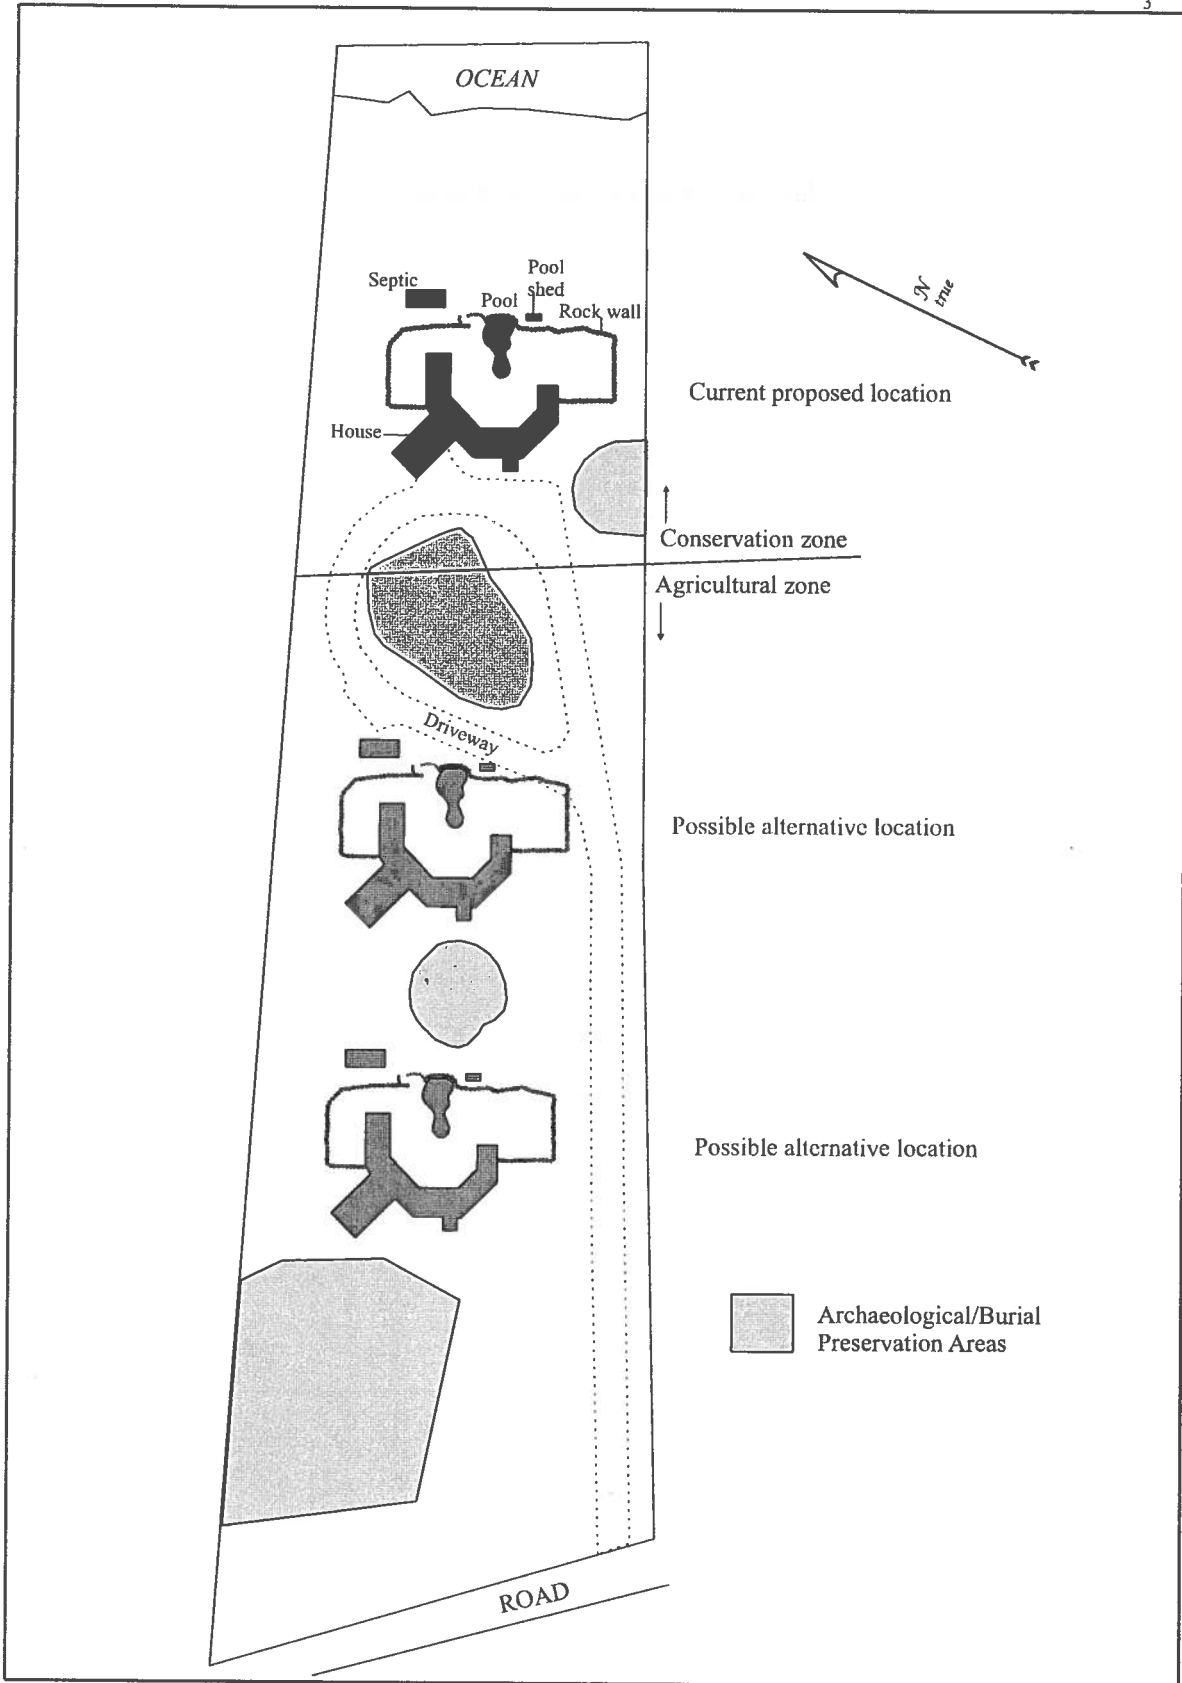 3
OCEAN
Septic
Pool
shed
Pool
Rock wall
N
true
Current proposed location
House
Conservation zone
Agricultural zone
Driveway
Possible alternative location
Possible alternative location
Archaeological/Burial
Preservation Areas
ROAD